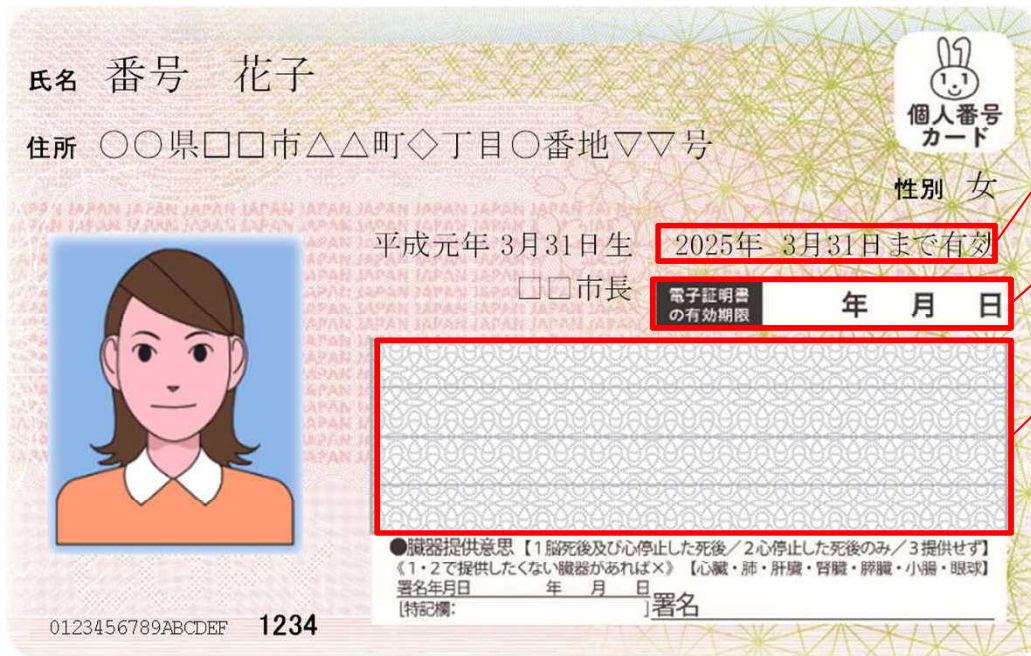 氏名 番号 花子
個人番号
カード
住所 ○○県□□市△△町◇丁目○番地▽▽号
性別 女
平成元年 3月31日生 2025年 3月31日まで有効
□□市長
電子証明書
の有効期限 年 月 日
●臓器提供意思【1脳死後及び心停止した死後/2心停止した死後のみ/3提供せず】
《1・2で提供したくない臓器があれば×》【心臓・肺・肝臓・腎臓・膵臓・小腸・眼球】
署名年月日 年 月 日
[特記欄: ]署名
0123456789ABCDEF 1234